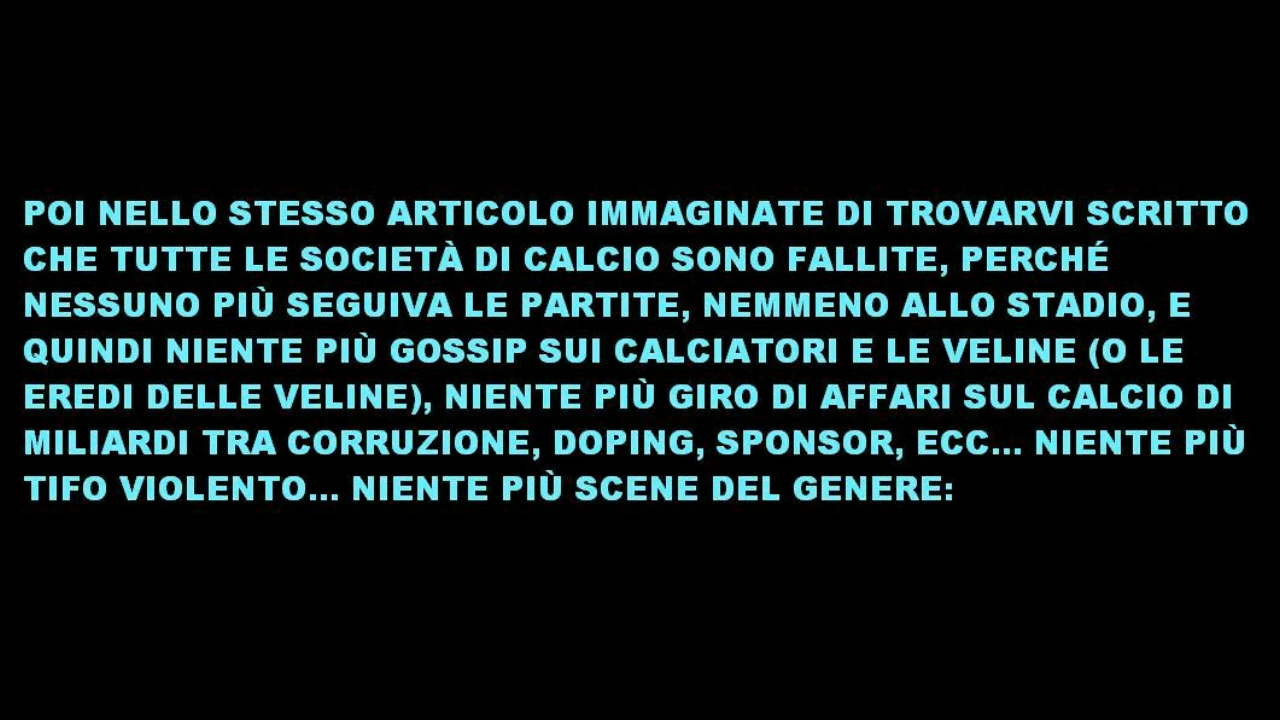 POI NELLO STESSO ARTICOLO IMMAGINATE DI TROVARVI SCRITTO
CHE TUTTE LE SOCIETÀ DI CALCIO SONO FALLITE, PERCHÉ
NESSUNO PIÙ SEGUIVA LE PARTITE, NEMMENO ALLO STADIO, E
QUINDI NIENTE PIÙ GOSSIP SUI CALCIATORI E LE VELINE (O LE
EREDI DELLE VELINE), NIENTE PIÙ GIRO DI AFFARI SUL CALCIO DI
MILIARDI TRA CORRUZIONE, DOPING, SPONSOR, ECC... NIENTE PIÙ
TIFO VIOLENTO... NIENTE PIÙ SCENE DEL GENERE: